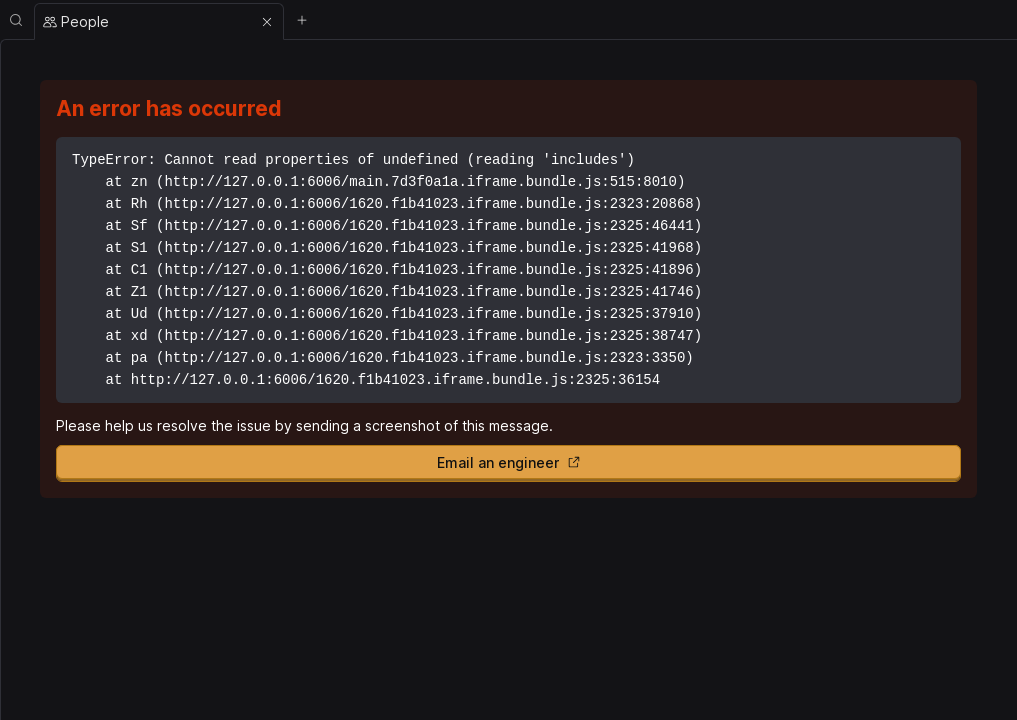 People
An error has occurred
TypeError: Cannot read properties of undefined (reading 'includes')
    at zn (http://127.0.0.1:6006/main.7d3f0a1a.iframe.bundle.js:515:8010)
    at Rh (http://127.0.0.1:6006/1620.f1b41023.iframe.bundle.js:2323:20868)
    at Sf (http://127.0.0.1:6006/1620.f1b41023.iframe.bundle.js:2325:46441)
    at S1 (http://127.0.0.1:6006/1620.f1b41023.iframe.bundle.js:2325:41968)
    at C1 (http://127.0.0.1:6006/1620.f1b41023.iframe.bundle.js:2325:41896)
    at Z1 (http://127.0.0.1:6006/1620.f1b41023.iframe.bundle.js:2325:41746)
    at Ud (http://127.0.0.1:6006/1620.f1b41023.iframe.bundle.js:2325:37910)
    at xd (http://127.0.0.1:6006/1620.f1b41023.iframe.bundle.js:2325:38747)
    at pa (http://127.0.0.1:6006/1620.f1b41023.iframe.bundle.js:2323:3350)
    at http://127.0.0.1:6006/1620.f1b41023.iframe.bundle.js:2325:36154
Please help us resolve the issue by sending a screenshot of this message.
Email an engineer